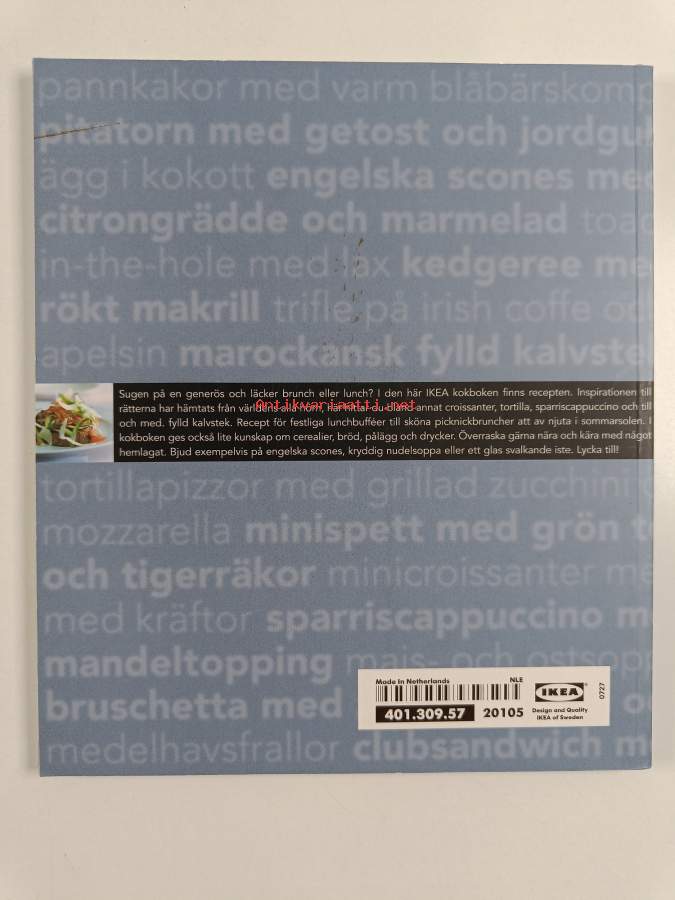 pannkakor med varm blåbärskomp
pitatorn med getost och jordgu
ägg i kokott engelska scones me
citrongrädde och marmelad toad
in-the-hole med lax kedgeree me
rökt makrill trifle på irish coffe oc
apelsin marockansk fylld kalvstek
Sugen på en generös och läcker brunch eller lunch? I den här IKEA kokboken finns recepten. Inspirationen till
rätterna har hämtats från världens alla hörn, här hittar du bland annat croissanter, tortilla, sparriscappuccino och till
och med. fylld kalvstek. Recept för festliga lunchbufféer till sköna picknickbruncher att av njuta i sommarsolen. I
kokboken ges också lite kunskap om cerealier, bröd, pålägg och drycker. Överraska gärna nära och kära med något
hemlagat. Bjud exempelvis på engelska scones, kryddig nudelsoppa eller ett glas svalkande iste. Lycka till!
Antikvariaatti.net
tortillapizzor med grillad zucchini o
mozzarella minispett med grön t
och tigerräkor minicroissanter me
med kräftor sparriscappuccino m
mandeltopping majs- och ostsopp
bruschetta med o
medelhavsfrallor clubsandwich m
Made in Netherlands NLE
401.309.57 20105
IKEA
Design and Quality
IKEA of Sweden
0727